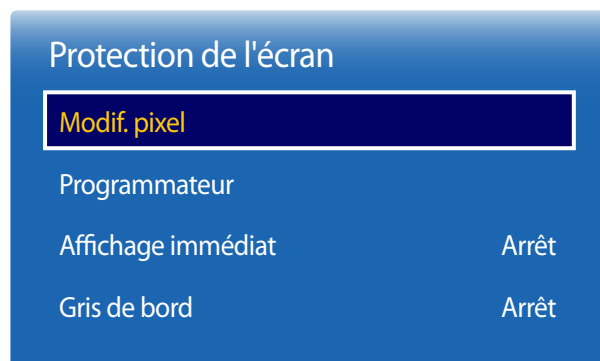 Protection de l'écran
Modif. pixel
Programmateur
Affichage immédiat Arrêt
Gris de bord Arrêt